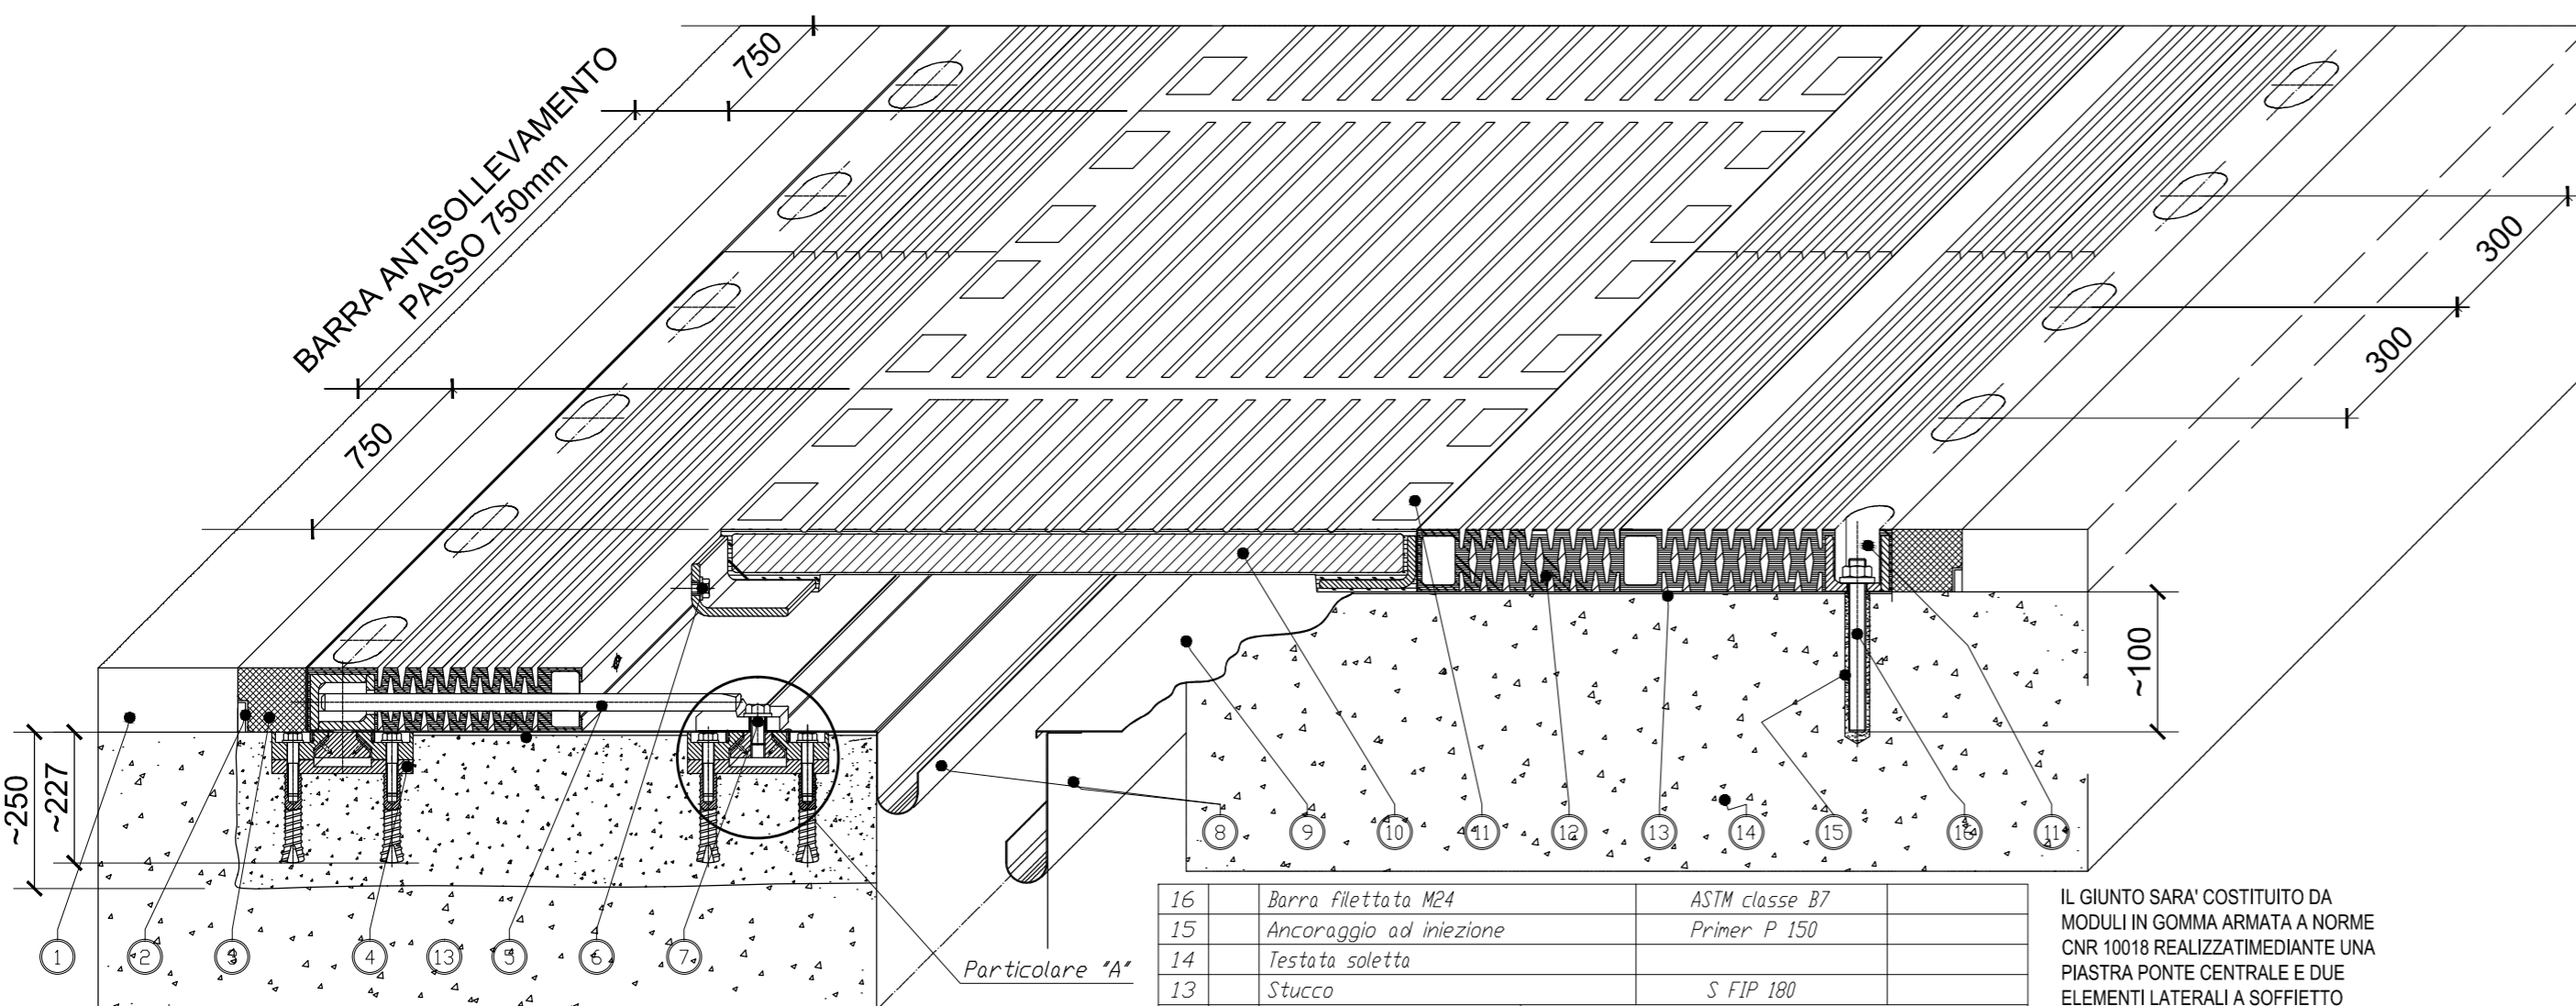 750
BARRA ANTISOLLEVAMENTO
PASSO 750mm
750
300
300
~100
~250
~227
8
9
10
11
12
13
14
15
16
11
1
2
3
4
13
5
6
7
Particolare "A"
16 Barra filettata M24 ASTM classe B7
15 Ancoraggio ad iniezione Primer P 150
14 Testata soletta
13 Stucco S FIP 180
IL GIUNTO SARA' COSTITUITO DA
MODULI IN GOMMA ARMATA A NORME
CNR 10018 REALIZZATIMEDIANTE UNA
PIASTRA PONTE CENTRALE E DUE
ELEMENTI LATERALI A SOFFIETTO